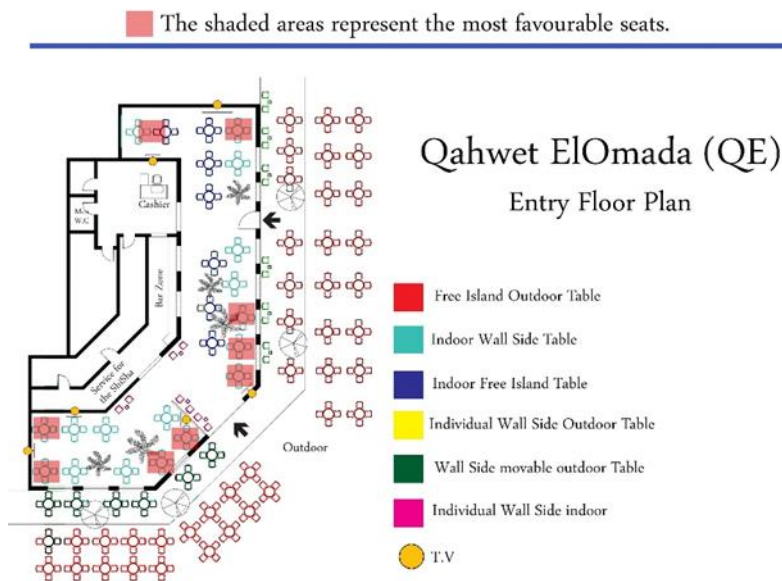 The shaded areas represent the most favourable seats.
Qahwet ElOmada (QE)
Entry Floor Plan
Cashier
W.C
Bar Zone
Service for
the ShiSha
Outdoor
Free Island Outdoor Table
Indoor Wall Side Table
Indoor Free Island Table
Individual Wall Side Outdoor Table
Wall Side movable outdoor Table
Individual Wall Side indoor
T.V